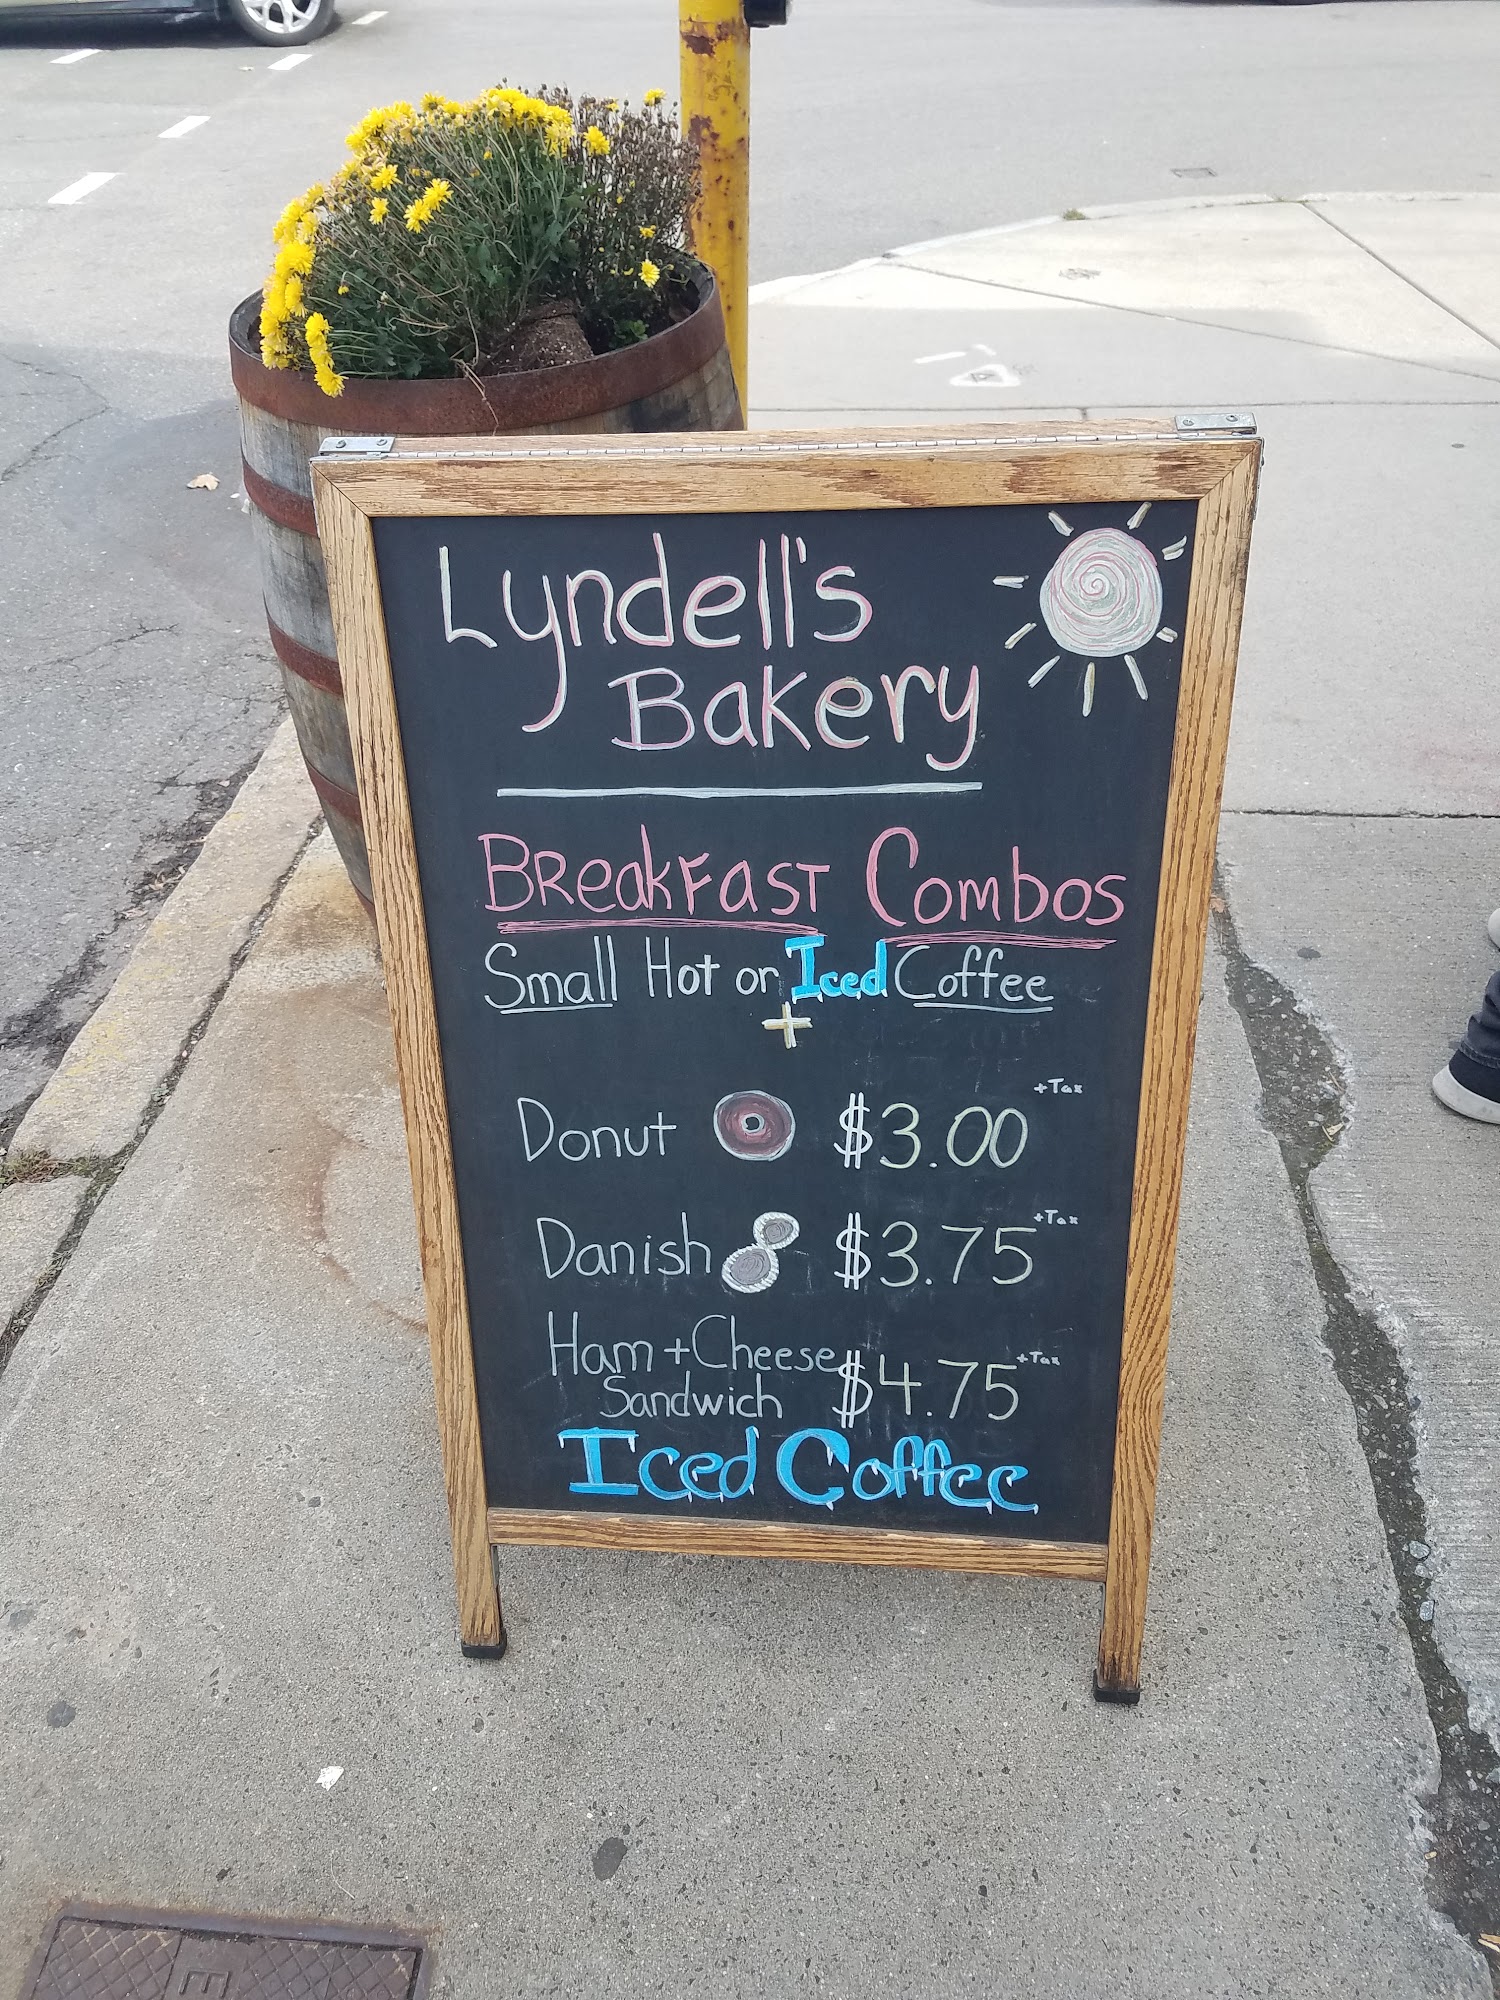 Lyndell's
Bakery
Breakfast Combos
Small Hot or Iced Coffee
+
Donut $3.00 +Tax
Danish $3.75 +Tax
Ham + Cheese
Sandwich $4.75 +Tax
Iced Coffee
E